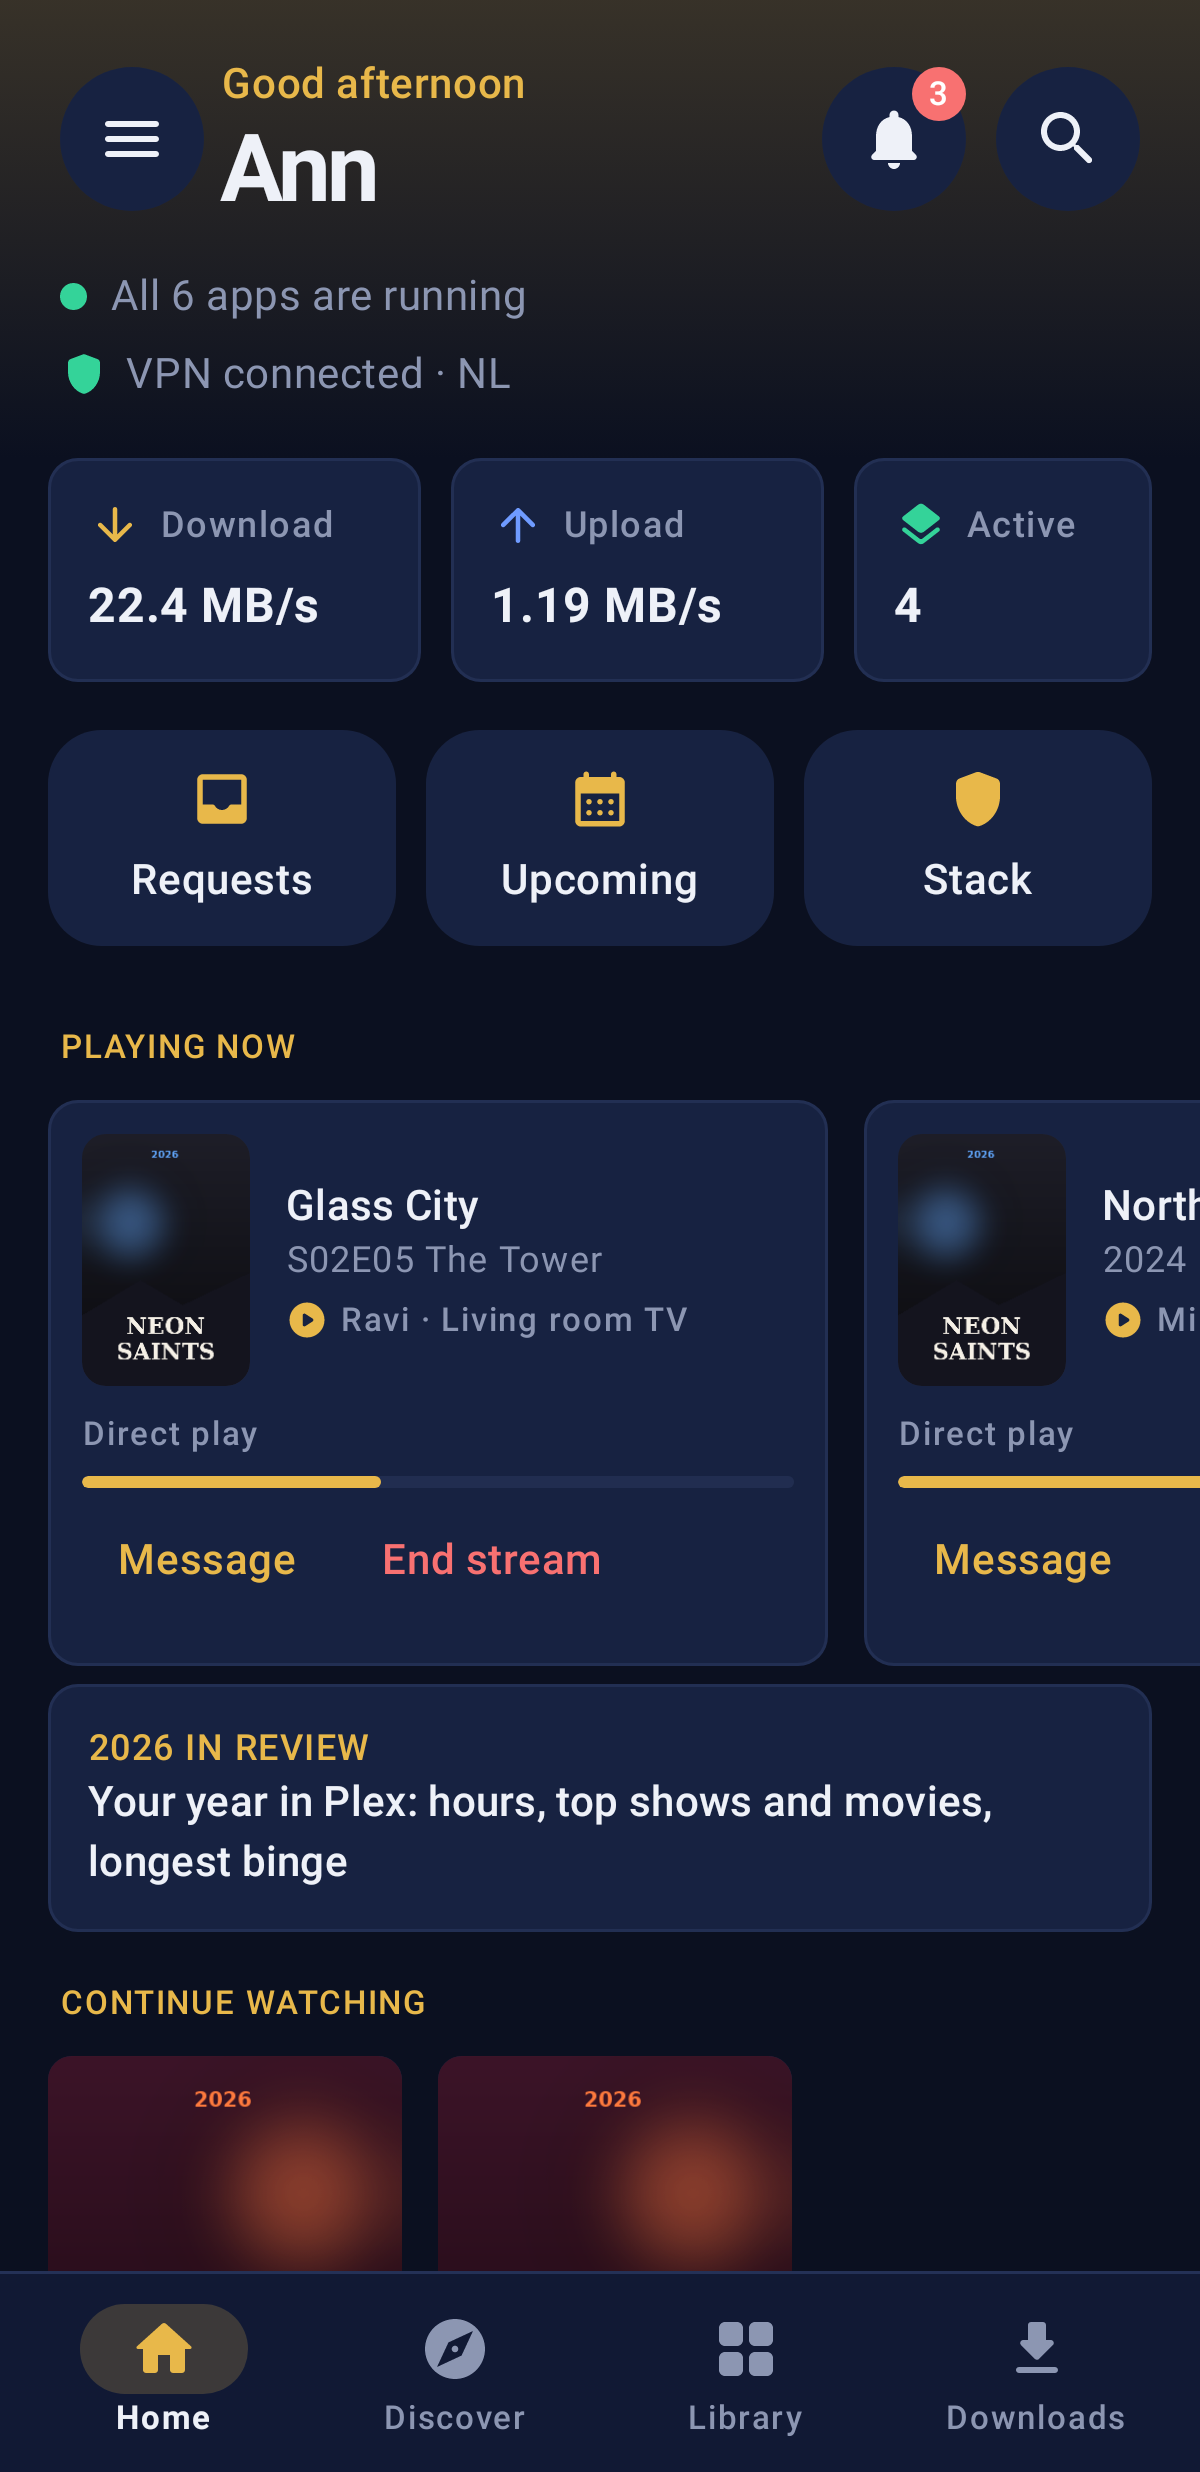 Good afternoon
Ann
3
All 6 apps are running
VPN connected · NL
Download
22.4 MB/s
Upload
1.19 MB/s
Active
4
Requests
Upcoming
Stack
PLAYING NOW
2026
NEON
SAINTS
Glass City
S02E05 The Tower
Ravi · Living room TV
Direct play
Message
End stream
2026
NEON
SAINTS
North
2024
Mi
Direct play
Message
2026 IN REVIEW
Your year in Plex: hours, top shows and movies,
longest binge
CONTINUE WATCHING
2026
2026
Home
Discover
Library
Downloads